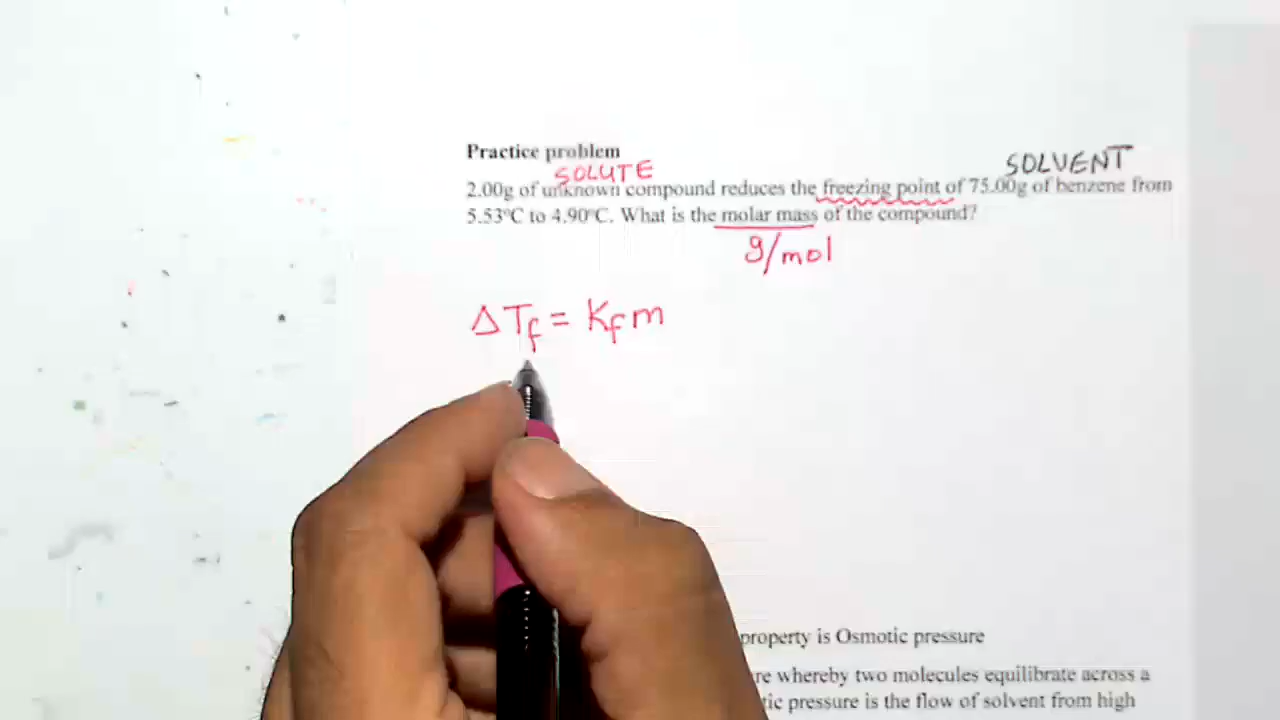 Practice problem
SOLUTE
SOLVENT
2.00g of unknown compound reduces the freezing point of 75.00g of benzene from
5.53°C to 4.90°C. What is the molar mass of the compound?
g/mol
ΔTf = Kfm
property is Osmotic pressure
re whereby two molecules equilibrate across a
tic pressure is the flow of solvent from high